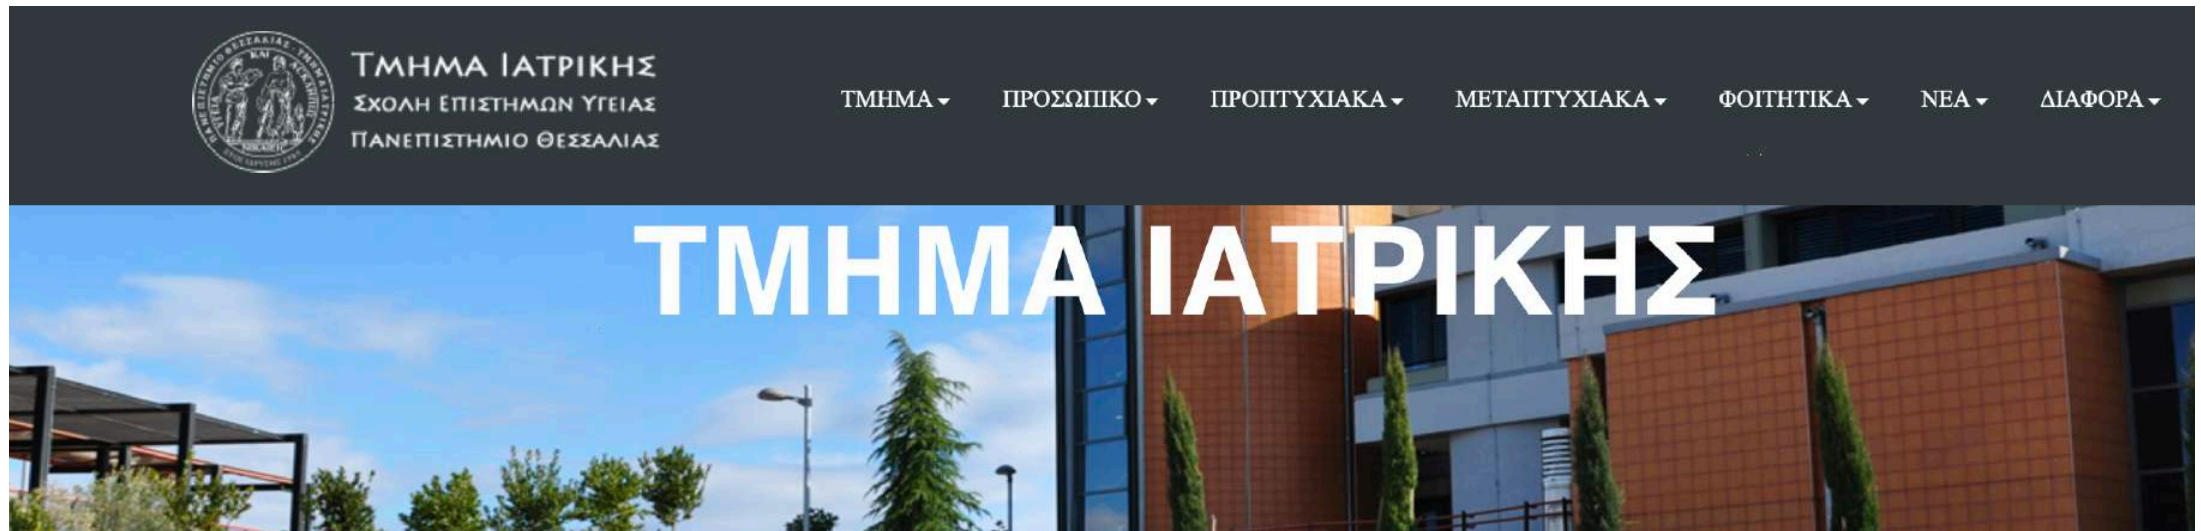 ΤΜΗΜΑ ΙΑΤΡΙΚΗΣ
ΣΧΟΛΗ ΕΠΙΣΤΗΜΩΝ ΥΓΕΙΑΣ
ΠΑΝΕΠΙΣΤΗΜΙΟ ΘΕΣΣΑΛΙΑΣ
ΤΜΗΜΑ ΠΡΟΣΩΠΙΚΟ ΠΡΟΠΤΥΧΙΑΚΑ ΜΕΤΑΠΤΥΧΙΑΚΑ ΦΟΙΤΗΤΙΚΑ ΝΕΑ ΔΙΑΦΟΡΑ
ΤΜΗΜΑ ΙΑΤΡΙΚΗΣ